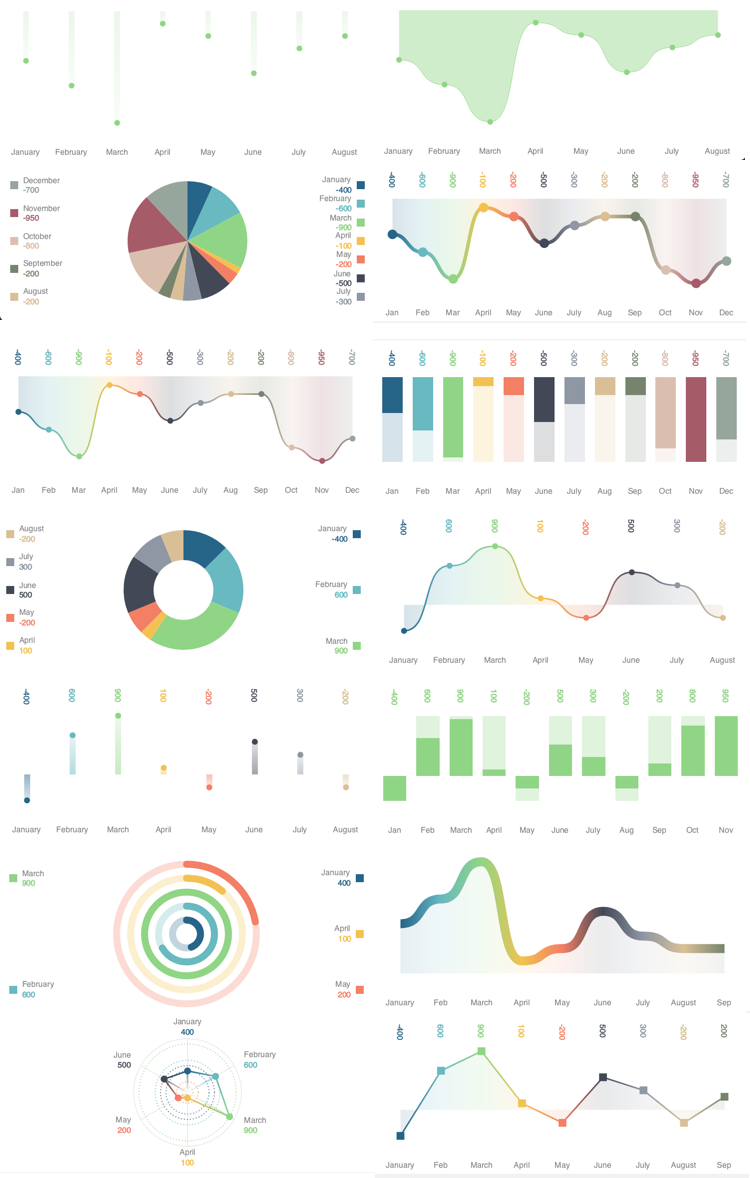 January February March April May June July August
January February March April May June July August
December
-700
November
-950
October
-800
September
-200
August
-200
January
-400
February
-600
March
-900
April
-100
May
-200
June
-500
July
-300
-400 -600 -900 -100 -200 -500 -300 -200 -200 -800 -950 -700
Jan Feb Mar April May June July Aug Sep Oct Nov Dec
-400 -600 -900 -100 -200 -500 -300 -200 -200 -800 -950 -700
Jan Feb Mar April May June July Aug Sep Oct Nov Dec
-400 -600 -900 -100 -200 -500 -300 -200 -200 -800 -950 -700
Jan Feb Mar April May June July Aug Sep Oct Nov Dec
August
-200
July
300
June
500
May
-200
April
100
January
-400
February
600
March
900
-400 600 900 100 -200 500 300 -200
January February March April May June July August
-400 600 900 100 -200 500 300 -200
January February March April May June July August
-400 600 900 100 -200 500 300 -200 200 800 950
Jan Feb March April May June July Aug Sep Oct Nov
March
900
February
600
January
400
April
100
May
200
January February March April May June July August Sep
January
400
June
500
February
600
May
200
March
900
April
100
-400 600 900 100 -200 500 300 -200 200
January Feb March April May June July August Sep